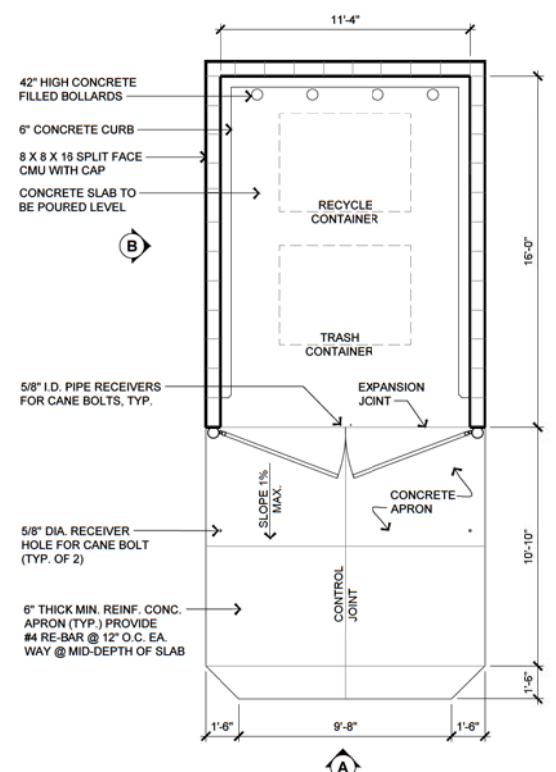 11'-4"
42" HIGH CONCRETE
FILLED BOLLARDS
6" CONCRETE CURB
8 X 8 X 16 SPLIT FACE
CMU WITH CAP
CONCRETE SLAB TO
BE POURED LEVEL
RECYCLE
CONTAINER
B
16'-0"
TRASH
CONTAINER
5/8" I.D. PIPE RECEIVERS
FOR CANE BOLTS, TYP.
EXPANSION
JOINT
SLOPE 1%
MAX.
CONCRETE
APRON
5/8" DIA. RECEIVER
HOLE FOR CANE BOLT
(TYP. OF 2)
10'-10"
CONTROL
JOINT
6" THICK MIN. REINF. CONC.
APRON (TYP.) PROVIDE
#4 RE-BAR @ 12" O.C. EA.
WAY @ MID-DEPTH OF SLAB
1'-6"
1'-6"
9'-8"
1'-6"
A